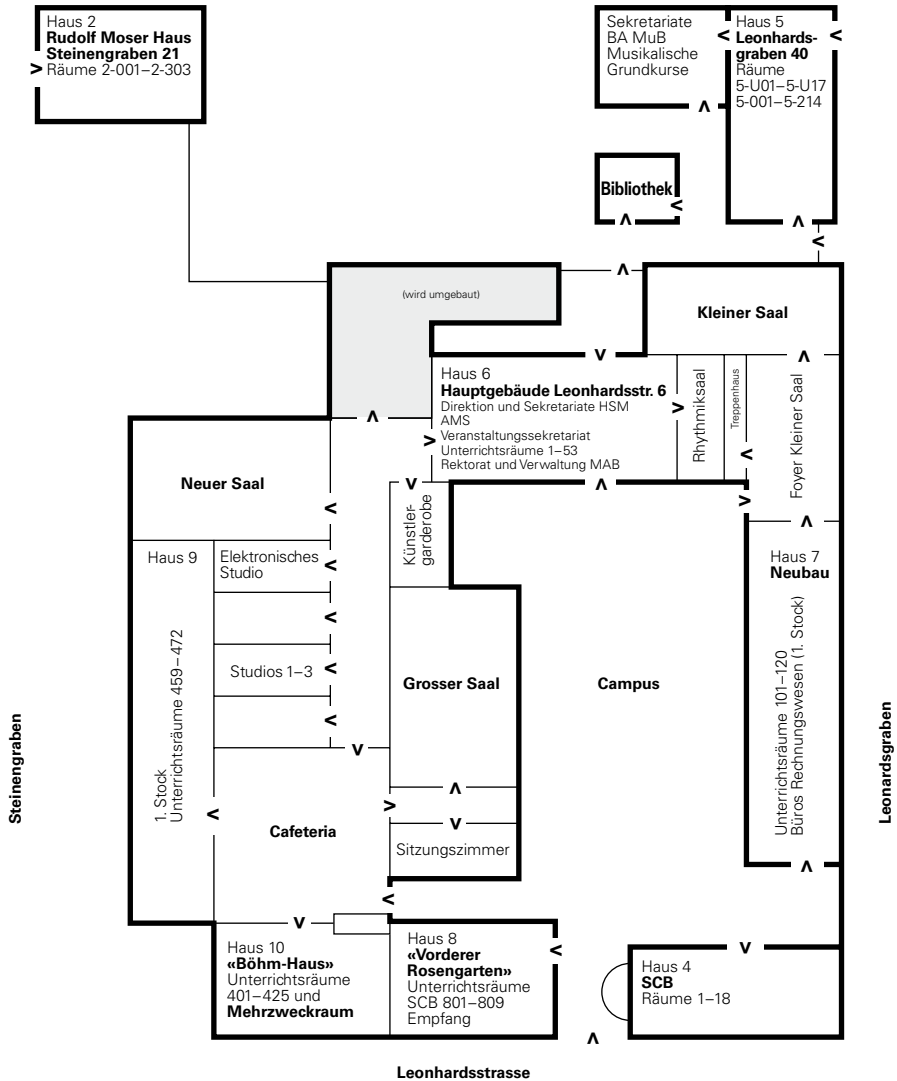 Haus 2
Rudolf Moser Haus
Steinengraben 21
Räume 2-001–2-303
Sekretariate
BA MuB
Musikalische
Grundkurse
Haus 5
Leonhards-
graben 40
Räume
5-U01–5-U17
5-001–5-214
Bibliothek
(wird umgebaut)
Kleiner Saal
Haus 6
Hauptgebäude Leonhardsstr. 6
Direktion und Sekretariate HSM
AMS
Veranstaltungssekretariat
Unterrichtsräume 1–53
Rektorat und Verwaltung MAB
Rhythmiksaal
Treppenhaus
Foyer Kleiner Saal
Neuer Saal
Künstler-
garderobe
Haus 9
Elektronisches
Studio
Haus 7
Neubau
1. Stock
Unterrichtsräume 459–472
Studios 1–3
Grosser Saal
Campus
Unterrichtsräume 101–120
Büros Rechnungswesen (1. Stock)
Steinengraben
Leonardsgraben
Cafeteria
Sitzungszimmer
Haus 10
«Böhm-Haus»
Unterrichtsräume
401–425 und
Mehrzweckraum
Haus 8
«Vorderer
Rosengarten»
Unterrichtsräume
SCB 801–809
Empfang
Haus 4
SCB
Räume 1–18
Leonhardsstrasse